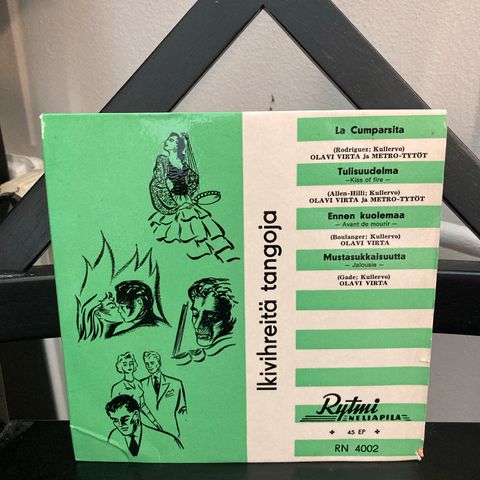 Ikivihreitä tangoja
La Cumparsita
(Rodriguez; Kullervo)
OLAVI VIRTA ja METRO-TYTÖT
Tulisuudelma
—Kiss of fire—
(Allen-Hilli; Kullervo)
OLAVI VIRTA ja METRO-TYTÖT
Ennen kuolemaa
—Avant de mourir—
(Boulanger; Kullervo)
OLAVI VIRTA
Mustasukkaisuutta
—Jalousie—
(Gade; Kullervo)
OLAVI VIRTA
Rytmi
NELIAPILA
+ 45 EP +
RN 4002